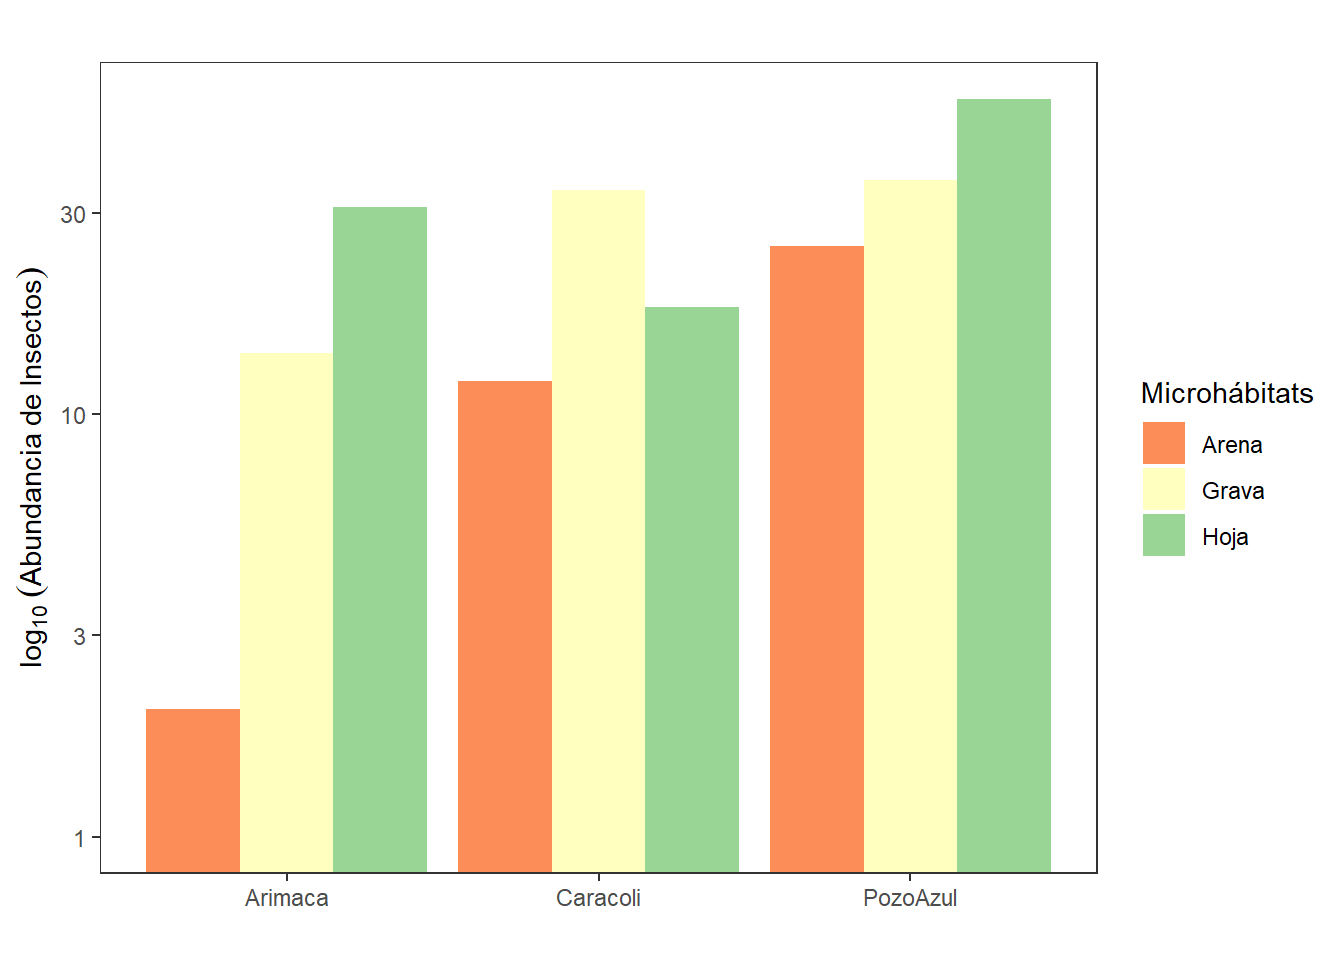 log10 (Abundancia de Insectos)
30
10
3
1
Arimaca
Caracoli
PozoAzul
Microhábitats
Arena
Grava
Hoja